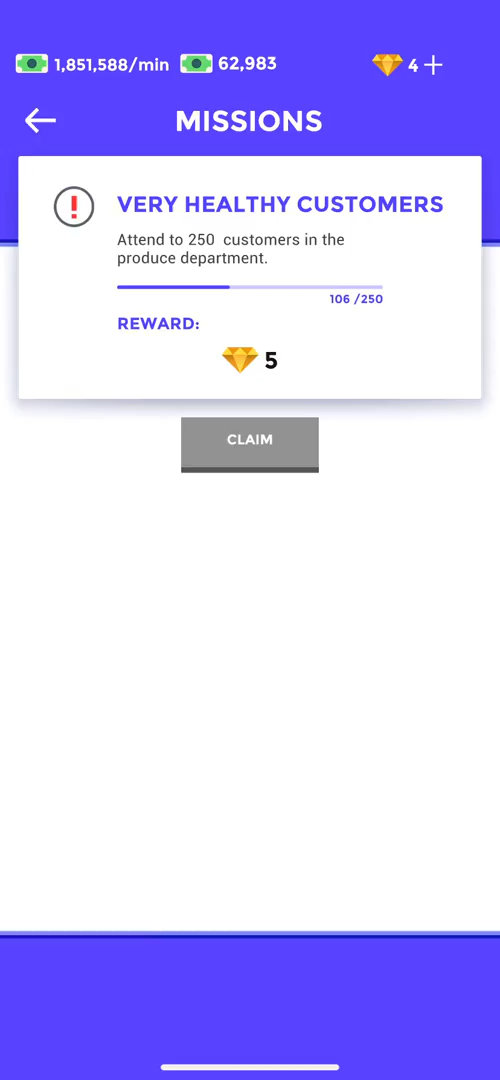 1,851,588/min 62,983 4 +
MISSIONS
VERY HEALTHY CUSTOMERS
Attend to 250 customers in the
produce department.
106 /250
REWARD:
5
CLAIM